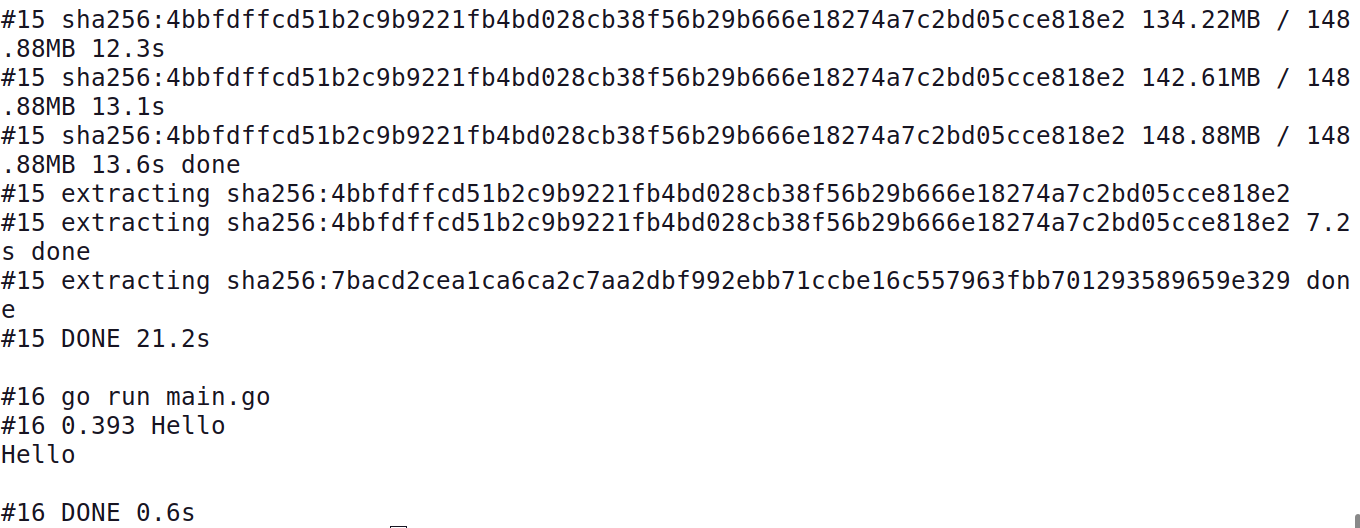 #15 sha256:4bbfdffcd51b2c9b9221fb4bd028cb38f56b29b666e18274a7c2bd05cce818e2 134.22MB / 148
.88MB 12.3s
#15 sha256:4bbfdffcd51b2c9b9221fb4bd028cb38f56b29b666e18274a7c2bd05cce818e2 142.61MB / 148
.88MB 13.1s
#15 sha256:4bbfdffcd51b2c9b9221fb4bd028cb38f56b29b666e18274a7c2bd05cce818e2 148.88MB / 148
.88MB 13.6s done
#15 extracting sha256:4bbfdffcd51b2c9b9221fb4bd028cb38f56b29b666e18274a7c2bd05cce818e2
#15 extracting sha256:4bbfdffcd51b2c9b9221fb4bd028cb38f56b29b666e18274a7c2bd05cce818e2 7.2
s done
#15 extracting sha256:7bacd2cea1ca6ca2c7aa2dbf992ebb71ccbe16c557963fbb701293589659e329 don
e
#15 DONE 21.2s

#16 go run main.go
#16 0.393 Hello
Hello

#16 DONE 0.6s